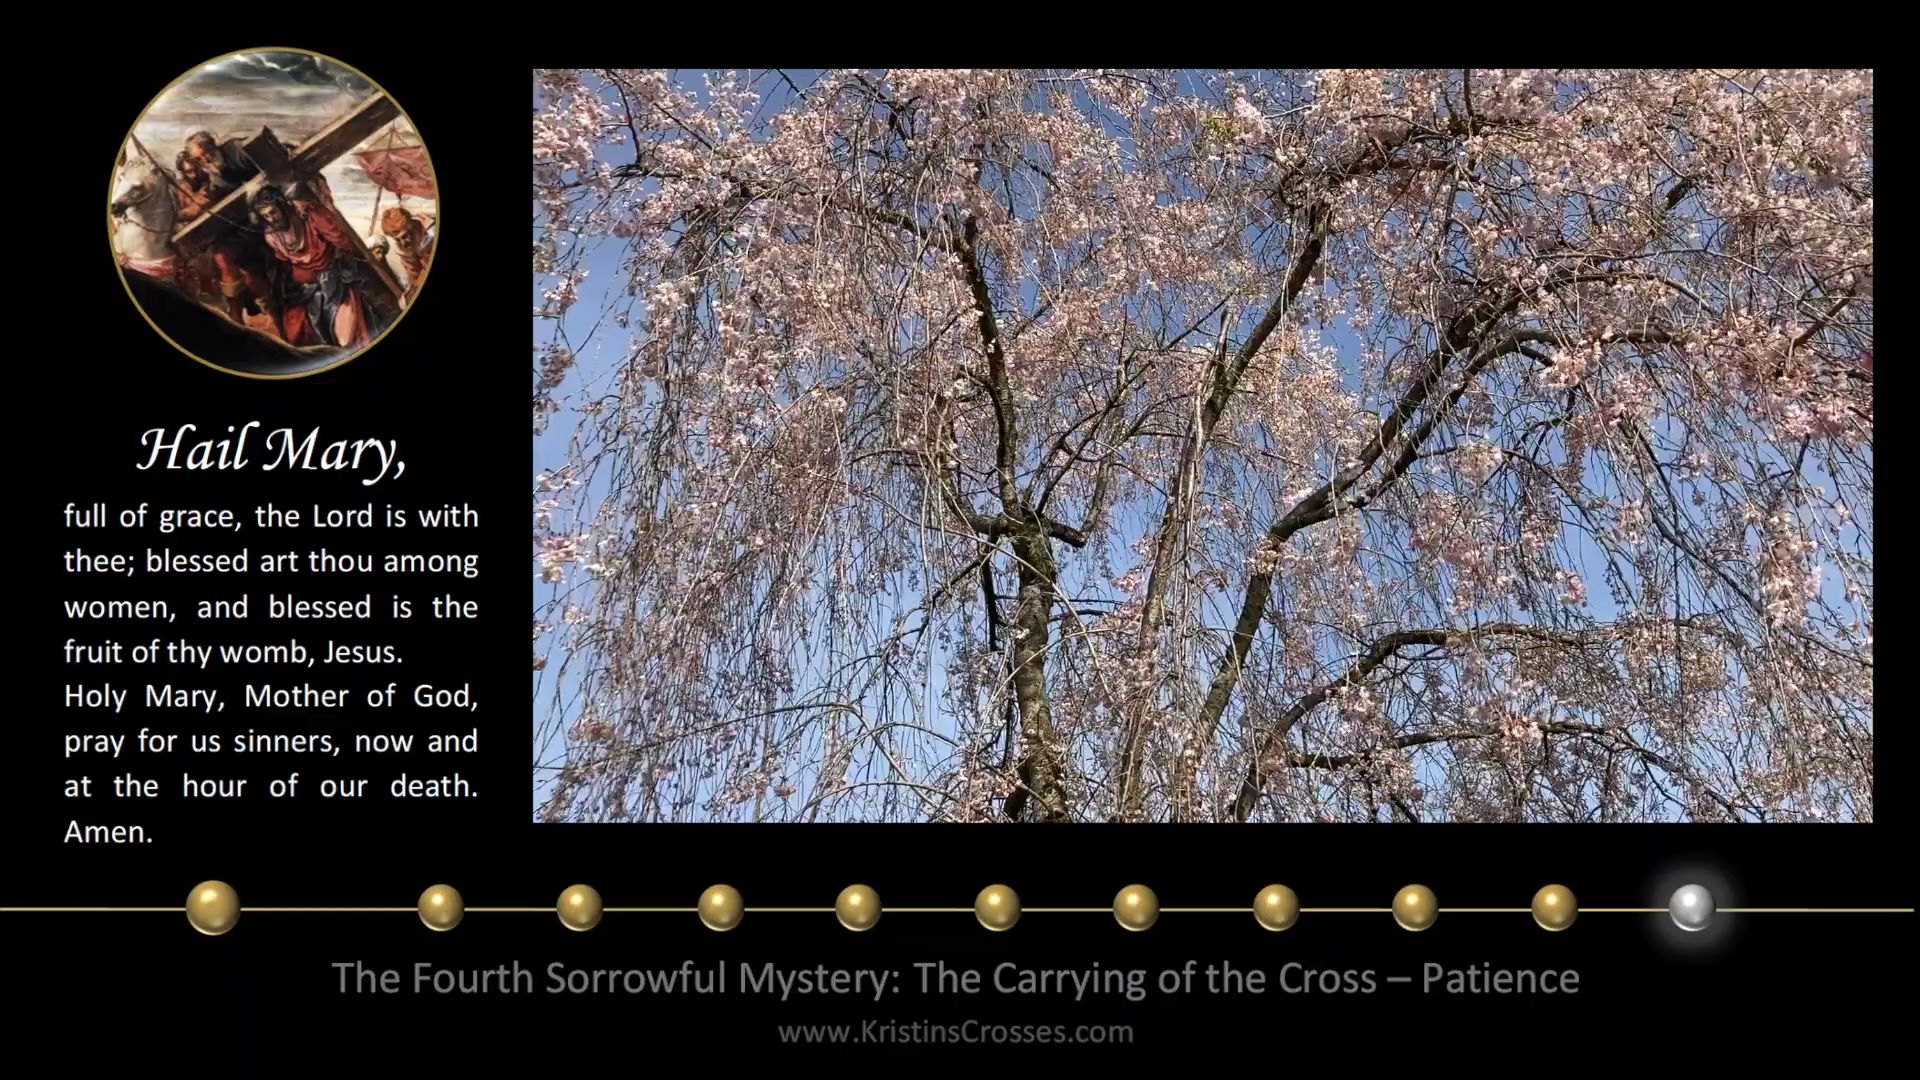 Hail Mary,
full of grace, the Lord is with
thee; blessed art thou among
women, and blessed is the
fruit of thy womb, Jesus.
Holy Mary, Mother of God,
pray for us sinners, now and
at the hour of our death.
Amen.
The Fourth Sorrowful Mystery: The Carrying of the Cross – Patience
www.KristinsCrosses.com